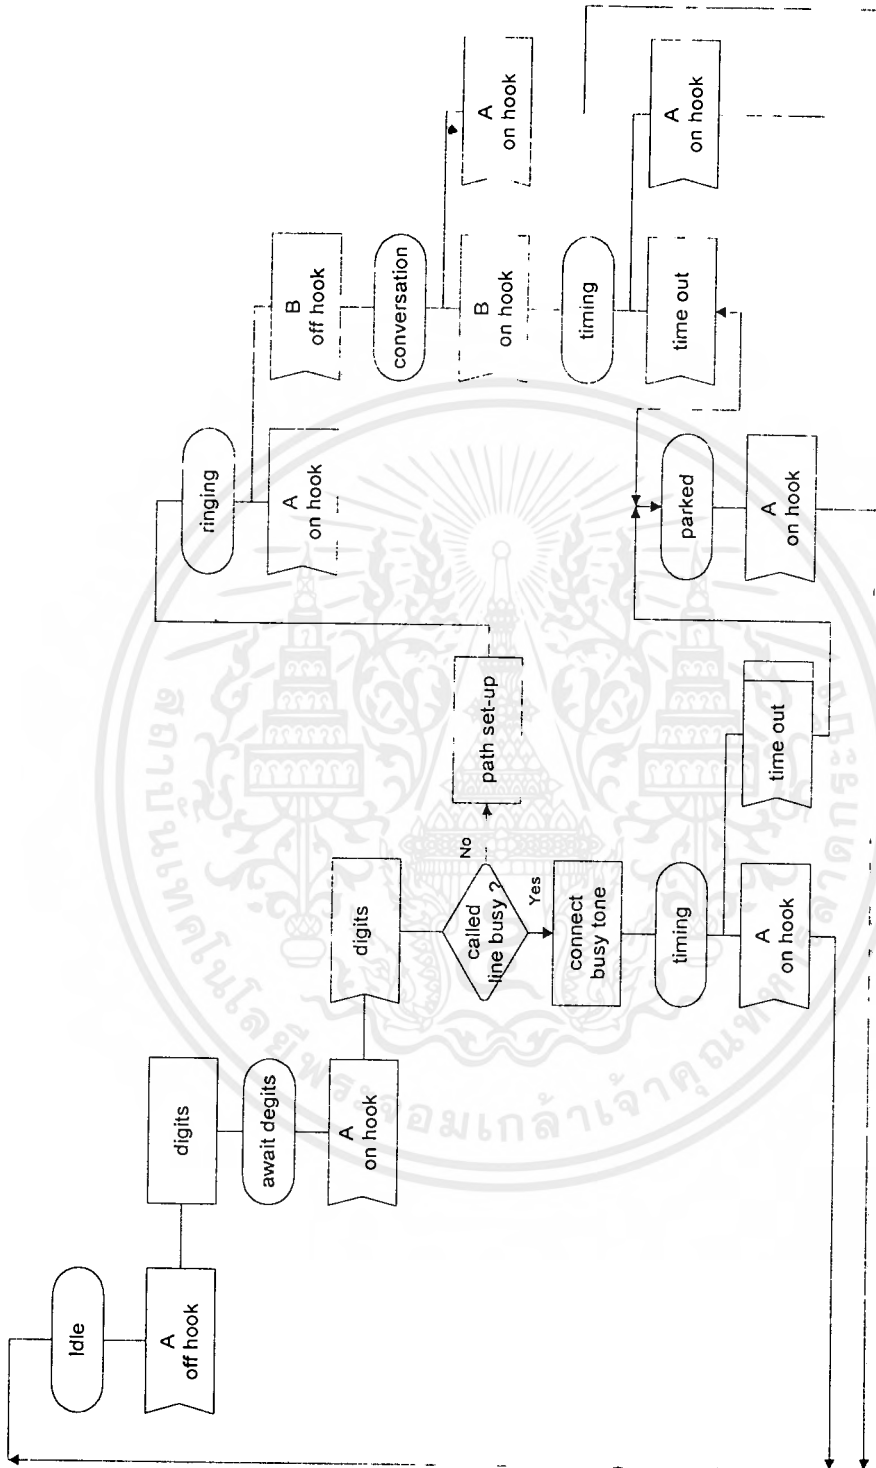 Idle
A
off hook
digits
await degits
A
on hook
digits
called
line busy ?
No
Yes
connect
busy tone
timing
A
on hook
time out
path set-up
ringing
A
on hook
B
off hook
conversation
B
on hook
A
on hook
timing
time out
A
on hook
parked
A
on hook